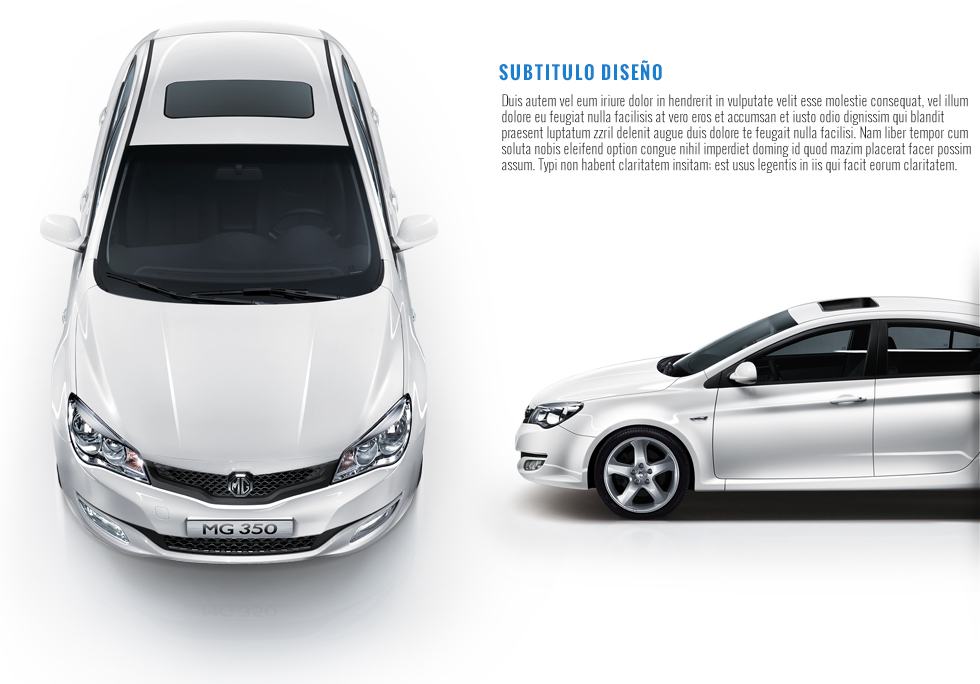 SUBTITULO DISEÑO
Duis autem vel eum iriure dolor in hendrerit in vulputate velit esse molestie consequat, vel illum
dolore eu feugiat nulla facilisis at vero eros et accumsan et iusto odio dignissim qui blandit
praesent luptatum zzril delenit augue duis dolore te feugait nulla facilisi. Nam liber tempor cum
soluta nobis eleifend option congue nihil imperdiet doming id quod mazim placerat facer possim
assum. Typi non habent claritatem insitam; est usus legentis in iis qui facit eorum claritatem.
MG
MG 350